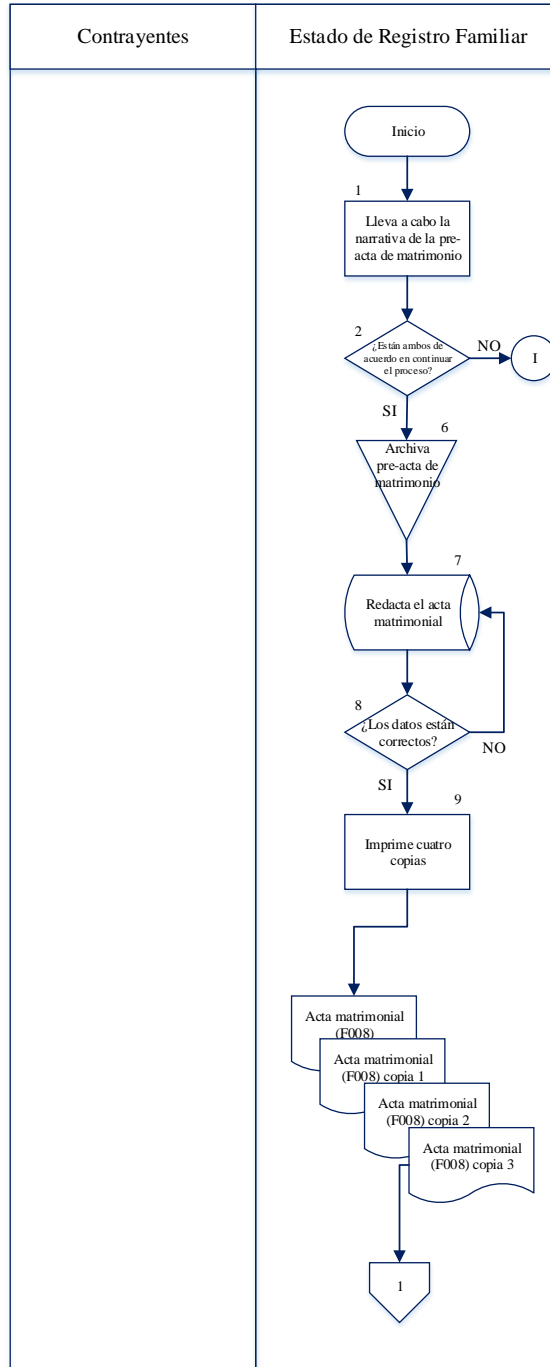 Contrayentes
Estado de Registro Familiar
Inicio
1
Lleva a cabo la
narrativa de la pre-
acta de matrimonio
2
¿Están ambos de
acuerdo en continuar
el proceso?
NO
I
SI
6
Archiva
pre-acta de
matrimonio
7
Redacta el acta
matrimonial
8
¿Los datos están
correctos?
NO
SI
9
Imprime cuatro
copias
Acta matrimonial
(F008)
Acta matrimonial
(F008) copia 1
Acta matrimonial
(F008) copia 2
Acta matrimonial
(F008) copia 3
1